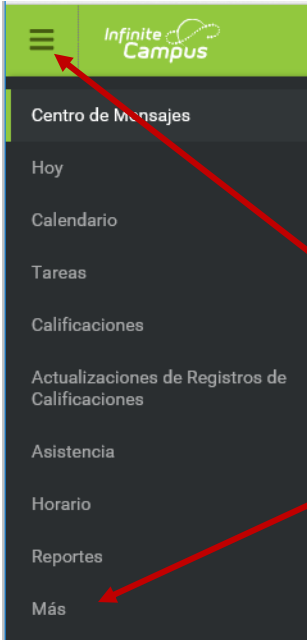 Infinite
Campus
Centro de Mensajes
Hoy
Calendario
Tareas
Calificaciones
Actualizaciones de Registros de
Calificaciones
Asistencia
Horario
Reportes
Más